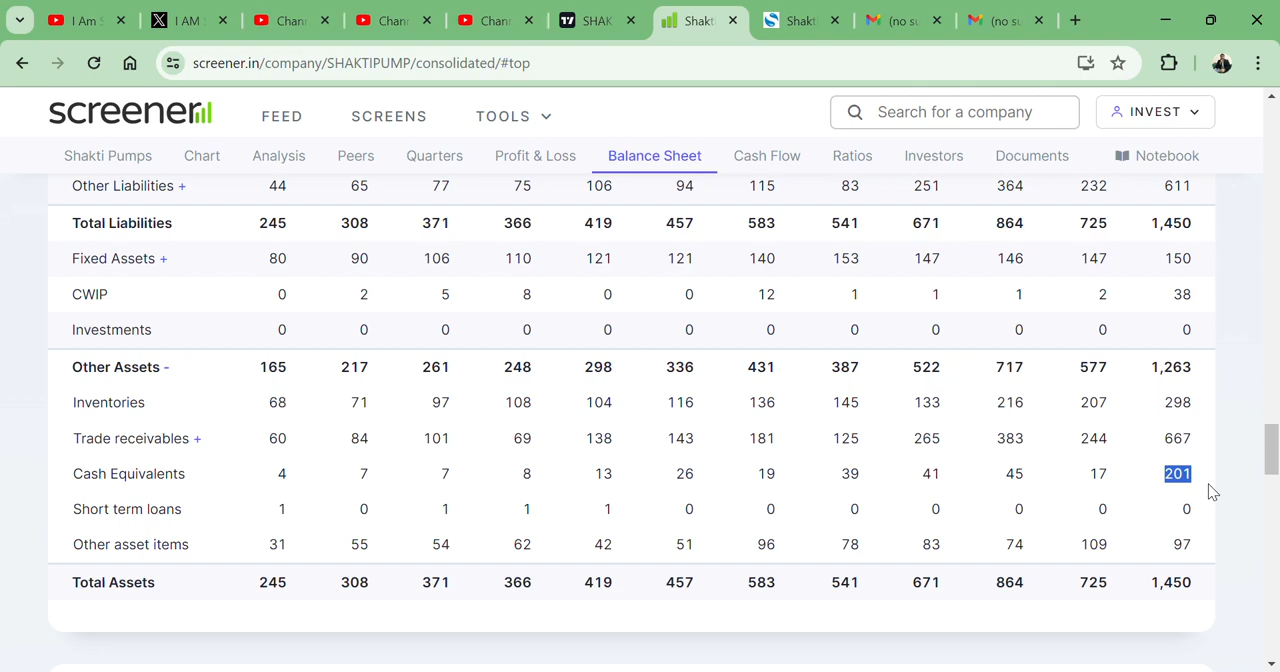 I Am S
I AM S
Chann
Chann
Chann
SHAK
Shakt
Shakt
(no su
(no su
screener.in/company/SHAKTIPUMP/consolidated/#top
screener
FEED SCREENS TOOLS
Search for a company
INVEST
Shakti Pumps Chart Analysis Peers Quarters Profit & Loss Balance Sheet Cash Flow Ratios Investors Documents Notebook
Other Liabilities + 44 65 77 75 106 94 115 83 251 364 232 611
Total Liabilities 245 308 371 366 419 457 583 541 671 864 725 1,450
Fixed Assets + 80 90 106 110 121 121 140 153 147 146 147 150
CWIP 0 2 5 8 0 0 12 1 1 1 2 38
Investments 0 0 0 0 0 0 0 0 0 0 0 0
Other Assets - 165 217 261 248 298 336 431 387 522 717 577 1,263
Inventories 68 71 97 108 104 116 136 145 133 216 207 298
Trade receivables + 60 84 101 69 138 143 181 125 265 383 244 667
Cash Equivalents 4 7 7 8 13 26 19 39 41 45 17 201
Short term loans 1 0 1 1 1 0 0 0 0 0 0 0
Other asset items 31 55 54 62 42 51 96 78 83 74 109 97
Total Assets 245 308 371 366 419 457 583 541 671 864 725 1,450